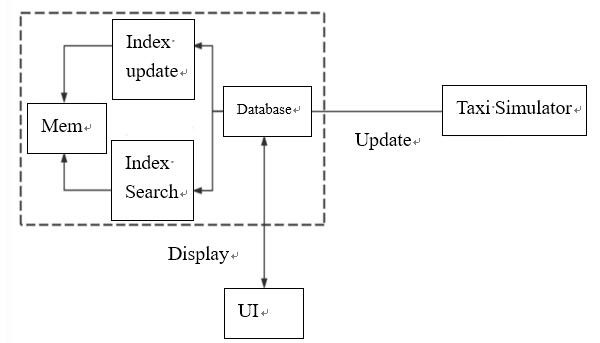 Index
update
Database
Taxi Simulator
Mem
Update
Index
Search
Display
UI